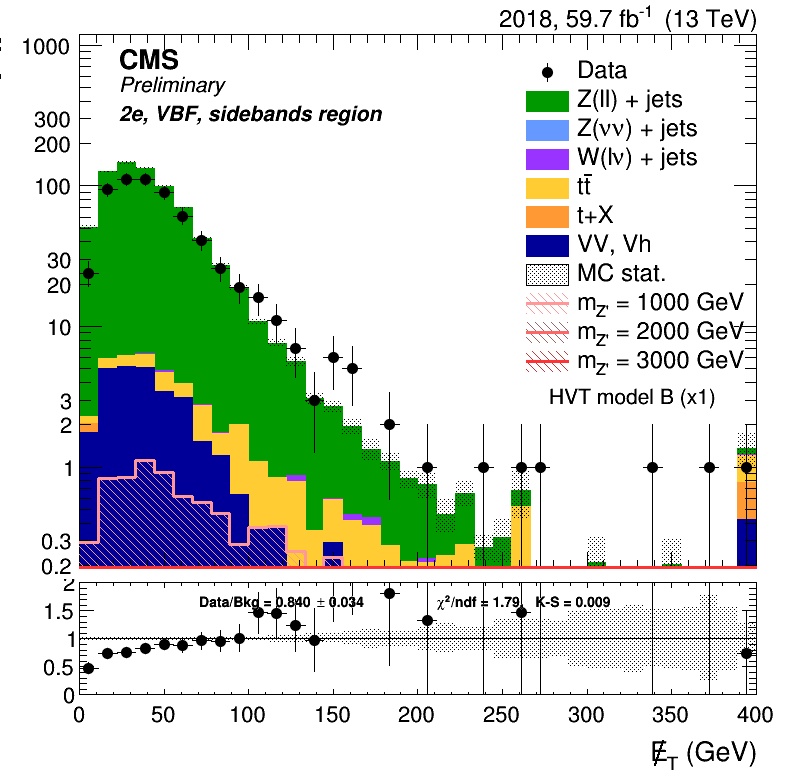 2018, 59.7 fb⁻¹ (13 TeV)
CMS
Preliminary
2e, VBF, sidebands region
Data
Z(ll) + jets
Z(νν) + jets
W(lν) + jets
tt̄
t+X
VV, Vh
MC stat.
m_Z' = 1000 GeV
m_Z' = 2000 GeV
m_Z' = 3000 GeV
HVT model B (x1)
1000
300
200
100
30
20
10
3
2
1
0.3
0.2
Data/Bkg = 0.840 ± 0.034 χ²/ndf = 1.79, K-S = 0.009
2
1.5
1
0.5
0
0 50 100 150 200 250 300 350 400
E̸_T (GeV)